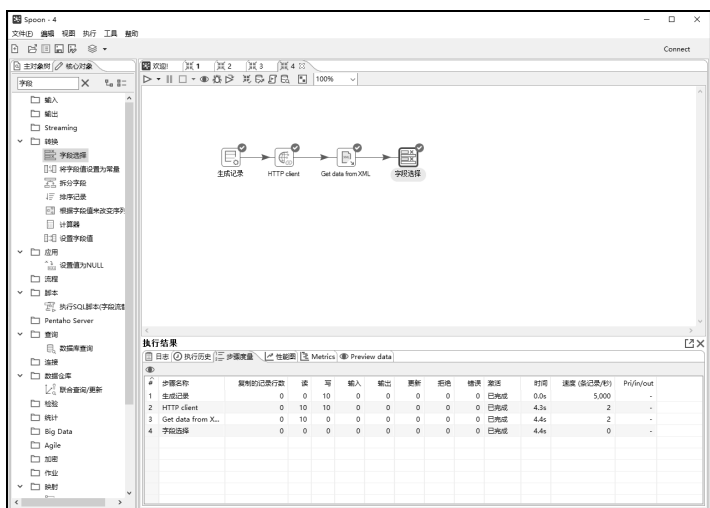 Spoon - 4
文件(F) 编辑 视图 执行 工具 帮助
Connect
主对象树 核心对象
欢迎! 1 2 3 4
字段
100%
输入
输出
Streaming
转换
字段选择
将字段值设置为常量
拆分字段
排序记录
根据字段值来改变序列
计算器
设置字段值
应用
设置值为NULL
流程
脚本
执行SQL脚本(字段流替
Pentaho Server
查询
数据库查询
连接
数据仓库
联合查询/更新
检验
统计
Big Data
Agile
加密
作业
映射
生成记录 HTTP client Get data from XML 字段选择
执行结果
日志 执行历史 步骤度量 性能图 Metrics Preview data
# 步骤名称 复制的记录行数 读 写 输入 输出 更新 拒绝 错误 激活 时间 速度 (条记录/秒) Pri/in/out
1 生成记录 0 0 10 0 0 0 0 0 已完成 0.0s 5,000 -
2 HTTP client 0 10 10 0 0 0 0 0 已完成 4.3s 2 -
3 Get data from X... 0 10 0 0 0 0 0 0 已完成 4.4s 2 -
4 字段选择 0 0 0 0 0 0 0 0 已完成 4.4s 0 -